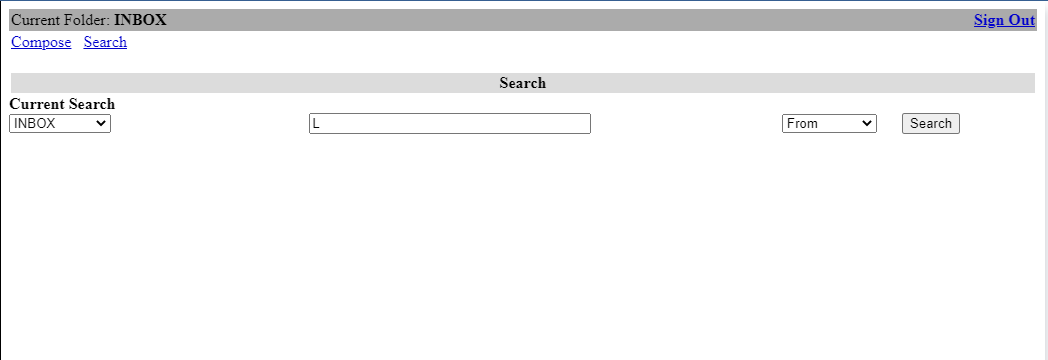 Current Folder: INBOX Sign Out
Compose Search
Search
Current Search
INBOX L From Search